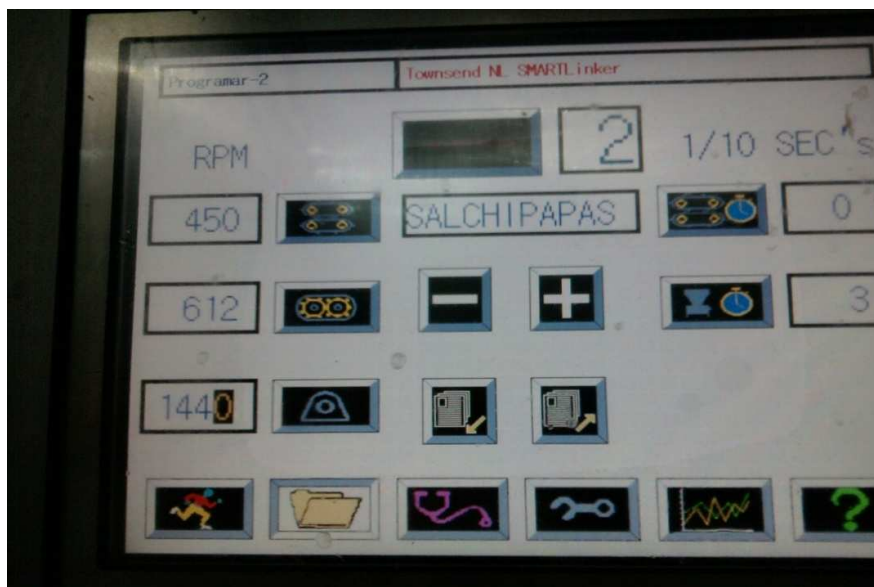 Programar-2
Townsend NL SMARTLinker
RPM
2
1/10 SEC's
450
SALCHIPAPAS
0
612
3
1440
?